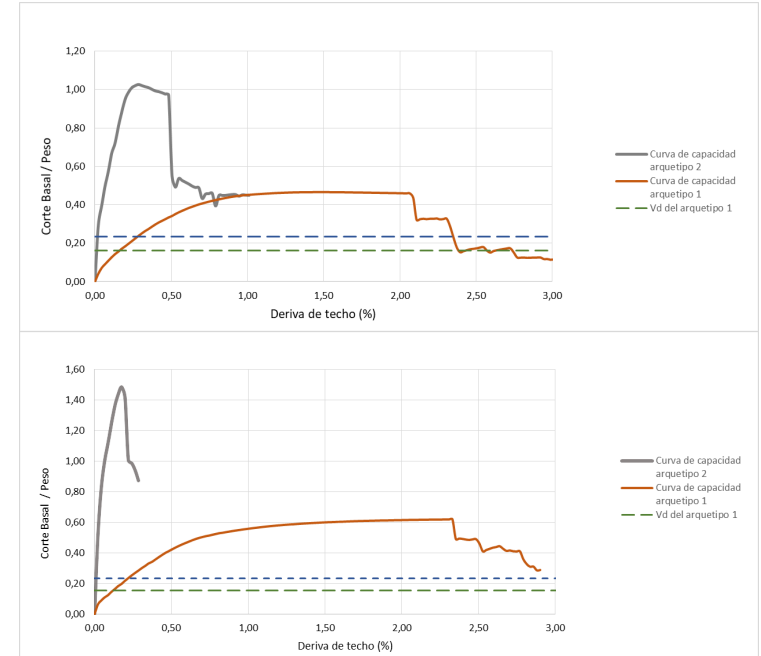 1,20
1,00
0,80
0,60
0,40
0,20
0,00
Corte Basal / Peso
0,00 0,50 1,00 1,50 2,00 2,50 3,00
Deriva de techo (%)
Curva de capacidad
arquetipo 2
Curva de capacidad
arquetipo 1
Vd del arquetipo 1
1,60
1,40
1,20
1,00
0,80
0,60
0,40
0,20
0,00
Corte Basal / Peso
0,00 0,50 1,00 1,50 2,00 2,50 3,00
Deriva de techo (%)
Curva de capacidad
arquetipo 2
Curva de capacidad
arquetipo 1
Vd del arquetipo 1